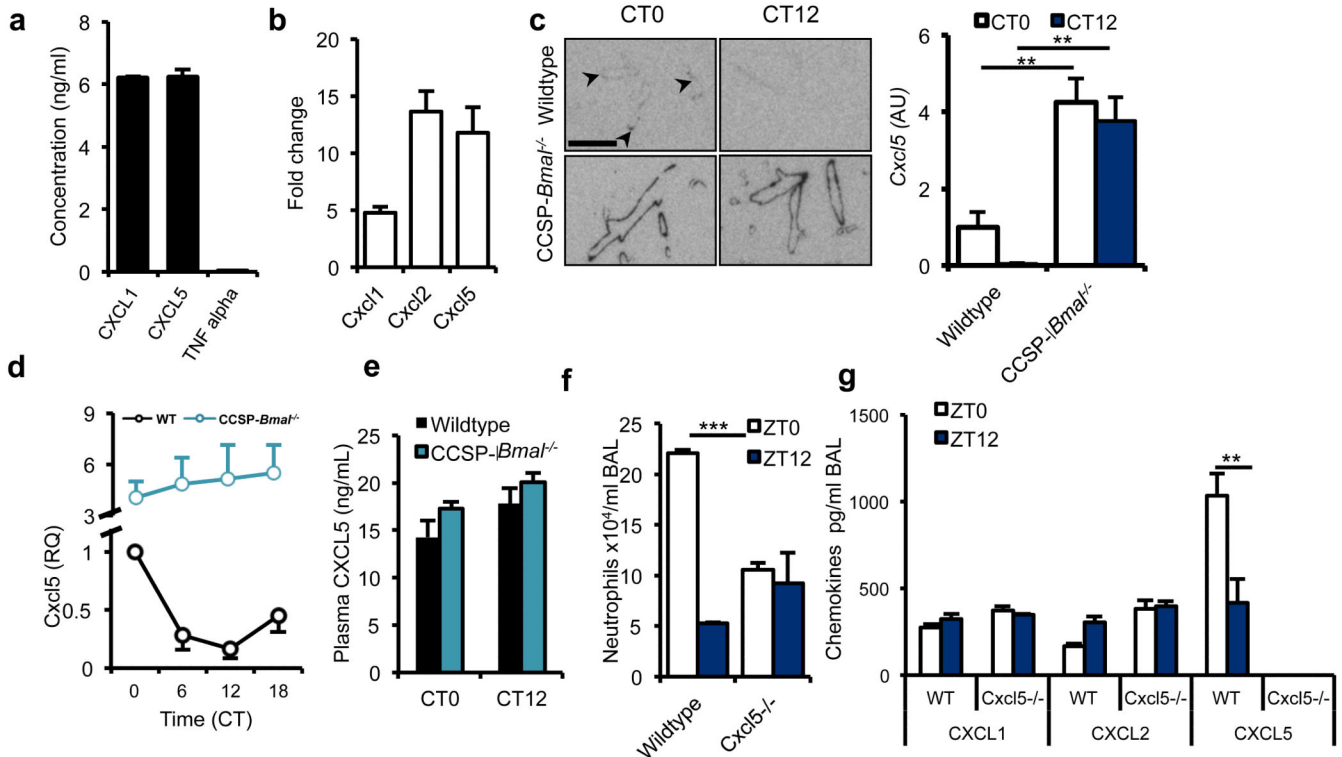 a
Concentration (ng/ml)
8
6
4
2
0
CXCL1
CXCL5
TNF alpha
b
Fold change
20
15
10
5
0
Cxcl1
Cxcl2
Cxcl5
c
CT0
CT12
Wildtype
CCSP-Bmal-/-
CT0 CT12
**
**
Cxcl5 (AU)
6
4
2
0
Wildtype
CCSP-Bmal-/-
d
WT CCSP-Bmal-/-
Cxcl5 (RQ)
9
6
3
1
0.5
0
0 6 12 18
Time (CT)
e
Wildtype
CCSP-Bmal-/-
Plasma CXCL5 (ng/mL)
25
20
15
10
5
0
CT0 CT12
f
ZT0
ZT12
***
Neutrophils x10⁴/ml BAL
25
22
15
10
5
0
Wildtype
Cxcl5-/-
g
ZT0
ZT12
**
Chemokines pg/ml BAL
1500
1000
500
0
WT Cxcl5-/- WT Cxcl5-/- WT Cxcl5-/-
CXCL1 CXCL2 CXCL5